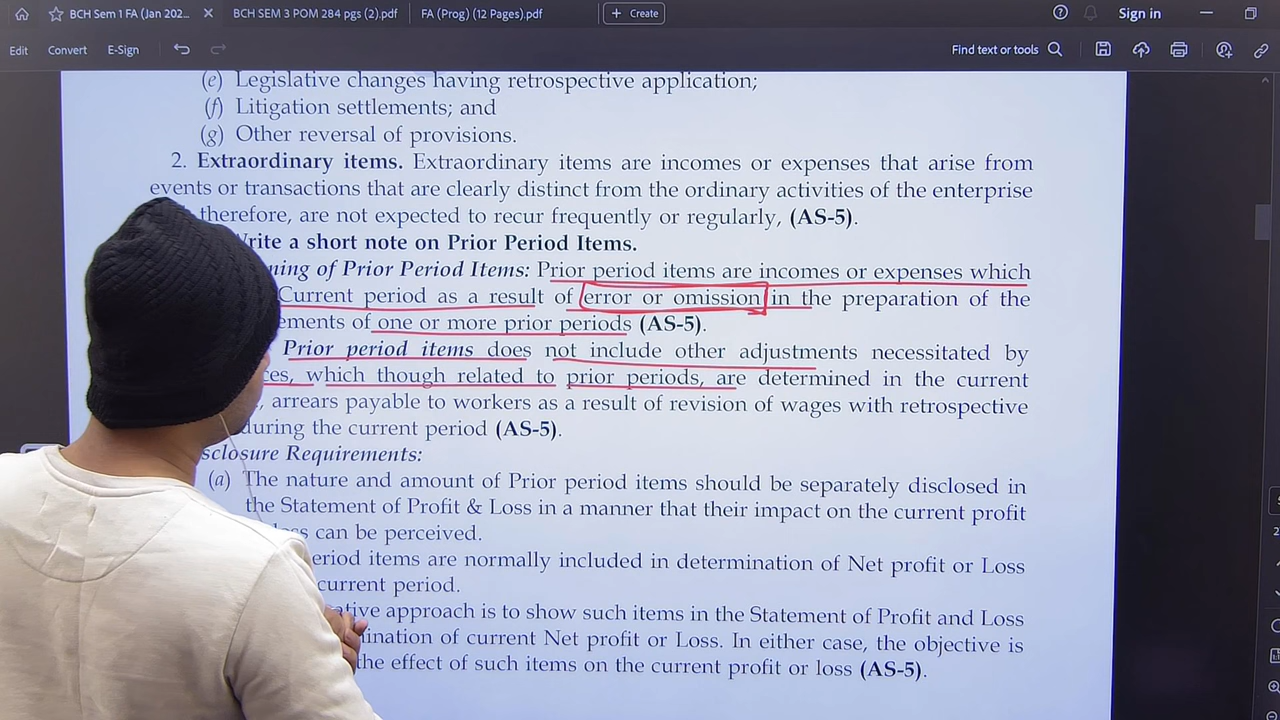 BCH SEM 1 FA (Jan 202... BCH SEM 3 POM 284 pgs (2).pdf FA (Prog) (12 Pages).pdf Create Sign in
Edit Convert E-Sign Find text or tools
(e) Legislative changes having retrospective application;
(f) Litigation settlements; and
(g) Other reversal of provisions.
2. Extraordinary items. Extraordinary items are incomes or expenses that arise from
events or transactions that are clearly distinct from the ordinary activities of the enterprise
therefore, are not expected to recur frequently or regularly, (AS-5).
rite a short note on Prior Period Items.
ning of Prior Period Items: Prior period items are incomes or expenses which
Current period as a result of error or omission in the preparation of the
ements of one or more prior periods (AS-5).
Prior period items does not include other adjustments necessitated by
ces, which though related to prior periods, are determined in the current
, arrears payable to workers as a result of revision of wages with retrospective
during the current period (AS-5).
sclosure Requirements:
(a) The nature and amount of Prior period items should be separately disclosed in
the Statement of Profit & Loss in a manner that their impact on the current profit
can be perceived.
eriod items are normally included in determination of Net profit or Loss
current period.
ative approach is to show such items in the Statement of Profit and Loss
ination of current Net profit or Loss. In either case, the objective is
the effect of such items on the current profit or loss (AS-5).